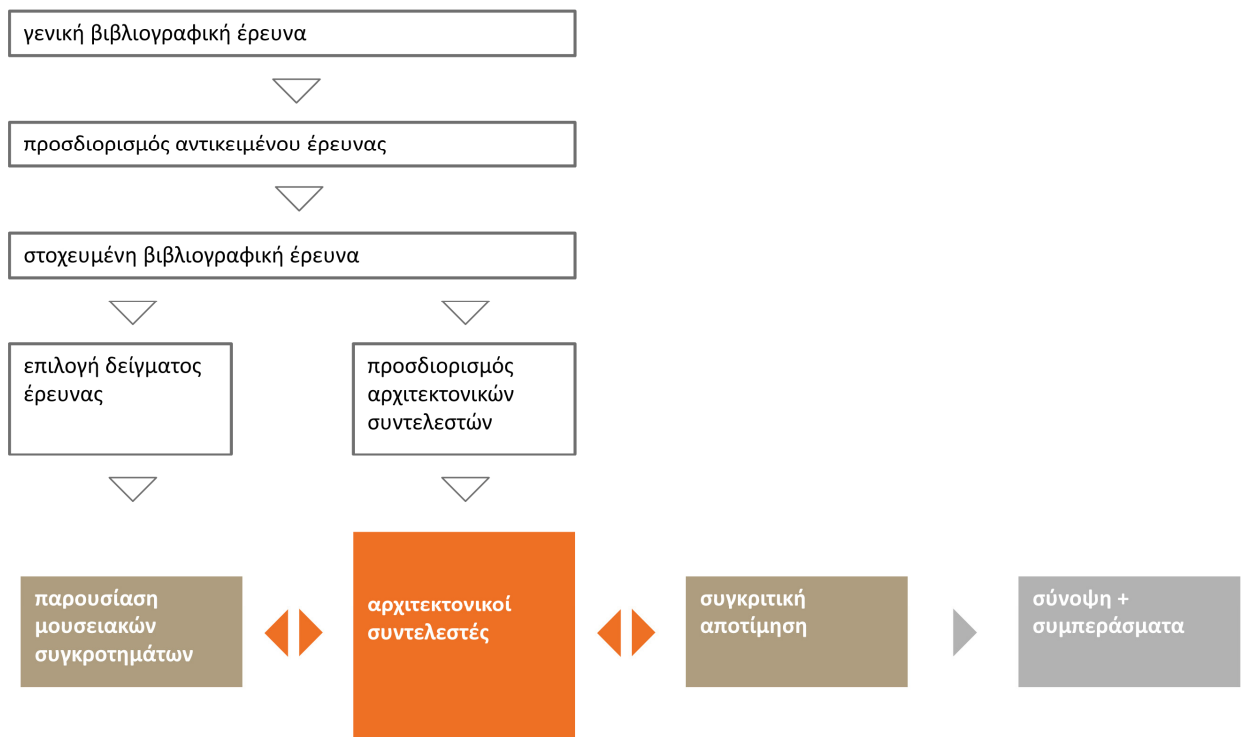 γενική βιβλιογραφική έρευνα
προσδιορισμός αντικειμένου έρευνας
στοχευμένη βιβλιογραφική έρευνα
επιλογή δείγματος
έρευνας
προσδιορισμός
αρχιτεκτονικών
συντελεστών
παρουσίαση
μουσειακών
συγκροτημάτων
αρχιτεκτονικοί
συντελεστές
συγκριτική
αποτίμηση
σύνοψη +
συμπεράσματα